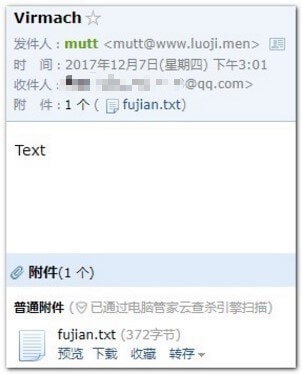 Virmach☆
发件人：mutt <mutt@www.luoji.men>
时　间：2017年12月7日(星期四) 下午3:01
收件人：@qq.com>
附　件：1 个 ( fujian.txt)
Text
附件(1 个)
普通附件 (已通过电脑管家云查杀引擎扫描)
fujian.txt (372字节)
预览 下载 收藏 转存